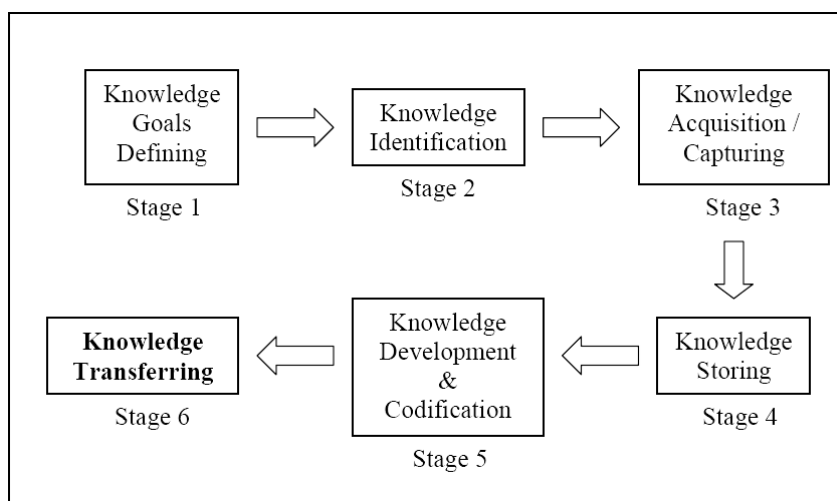 Knowledge
Goals
Defining
Stage 1
Knowledge
Identification
Stage 2
Knowledge
Acquisition /
Capturing
Stage 3
Knowledge
Storing
Stage 4
Knowledge
Development
&
Codification
Stage 5
Knowledge
Transferring
Stage 6